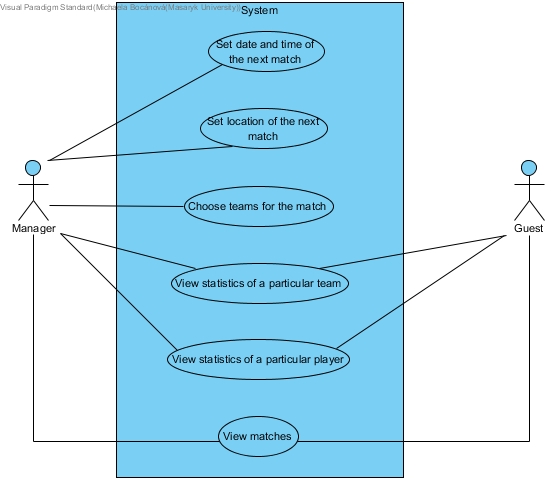 Visual Paradigm Standard(Michaela Bočánová(Masaryk University))
System
Set date and time of
the next match
Set location of the next
match
Choose teams for the match
Manager
Guest
View statistics of a particular team
View statistics of a particular player
View matches